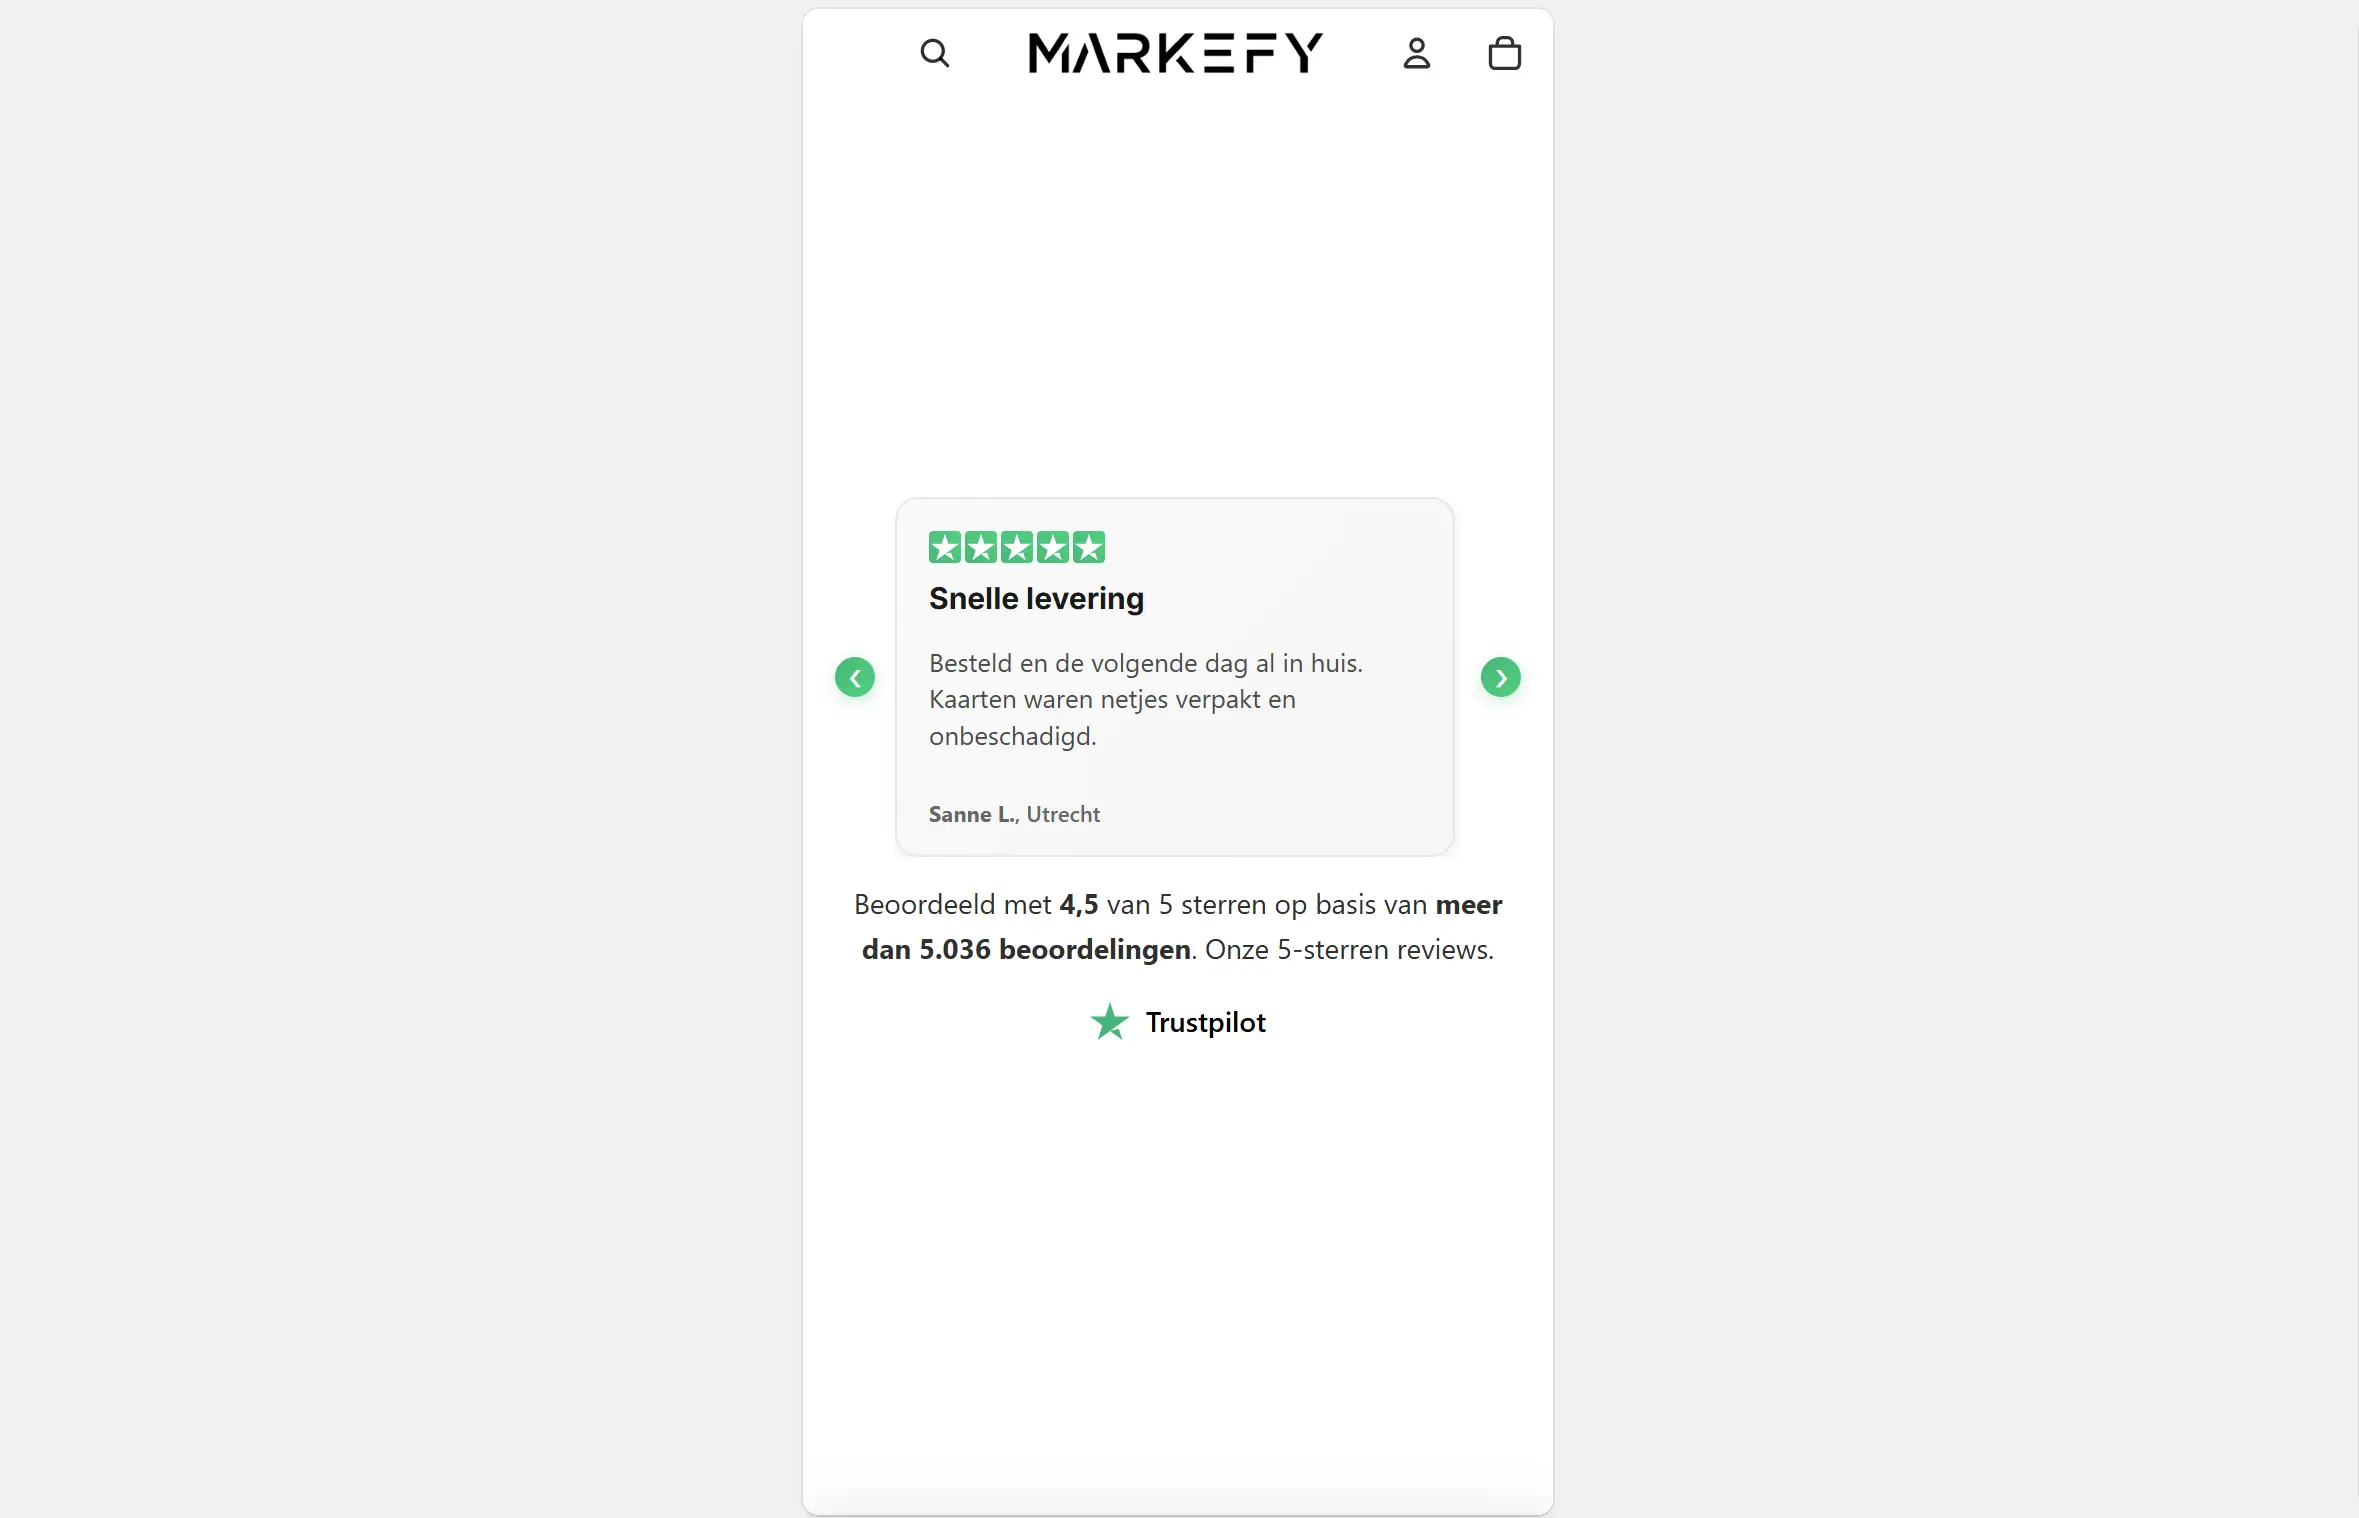 MARKEFY
Snelle levering
Besteld en de volgende dag al in huis.
Kaarten waren netjes verpakt en
onbeschadigd.
Sanne L., Utrecht
Beoordeeld met 4,5 van 5 sterren op basis van meer
dan 5.036 beoordelingen. Onze 5-sterren reviews.
Trustpilot